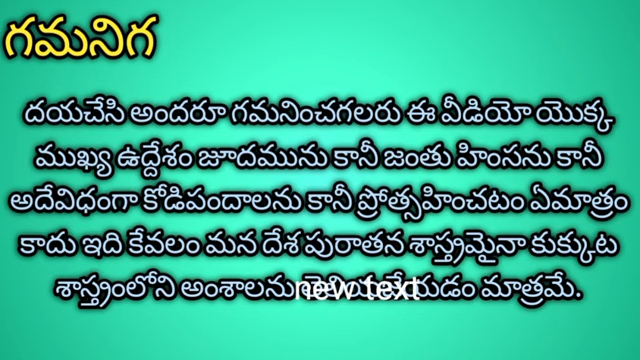 గమనిగ
దయచేసి అందరూ గమనించగలరు ఈ వీడియో యొక్క
ముఖ్య ఉద్దేశం జూదమును కానీ జంతు హింసను కానీ
అదేవిధంగా కోడిపందాలను కానీ ప్రోత్సహించటం ఏమాత్రం
కాదు ఇది కేవలం మన దేశ పురాతన శాస్త్రమైనా కుక్కుట
శాస్త్రంలోని అంశాలను మాత్రమే.
new text